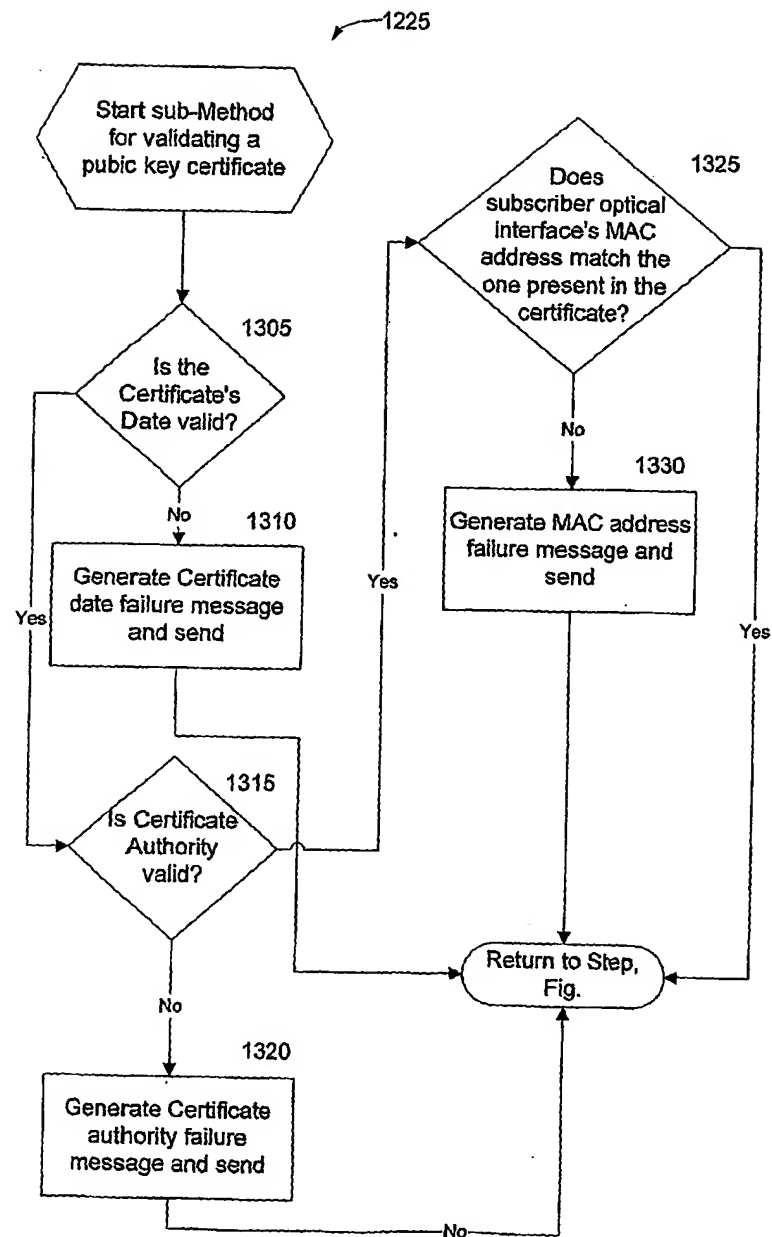 1225
Start sub-Method
for validating a
pubic key certificate
1305
Is the
Certificate's
Date valid?
No
1310
Generate Certificate
date failure message
and send
Yes
1315
Is Certificate
Authority
valid?
Yes
No
1320
Generate Certificate
authority failure
message and send
No
1325
Does
subscriber optical
interface's MAC
address match the
one present in the
certificate?
No
1330
Generate MAC address
failure message and
send
Yes
Return to Step,
Fig.